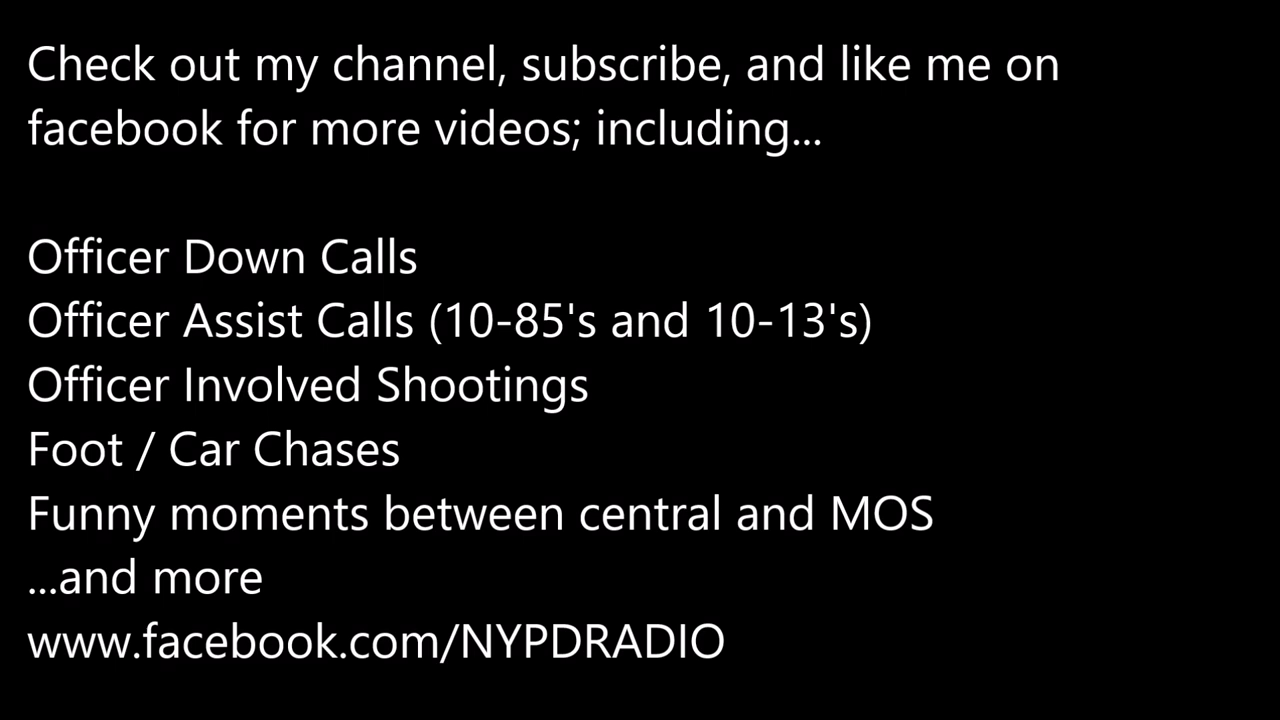 Check out my channel, subscribe, and like me on
facebook for more videos; including...
Officer Down Calls
Officer Assist Calls (10-85's and 10-13's)
Officer Involved Shootings
Foot / Car Chases
Funny moments between central and MOS
...and more
www.facebook.com/NYPDRADIO